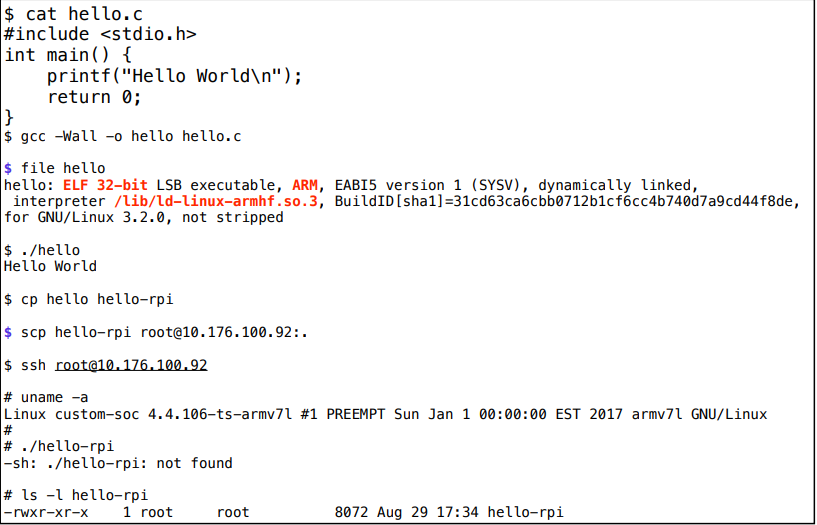 $ cat hello.c
#include <stdio.h>
int main() {
    printf("Hello World\n");
    return 0;
}
$ gcc -Wall -o hello hello.c
$ file hello
hello: ELF 32-bit LSB executable, ARM, EABI5 version 1 (SYSV), dynamically linked,
 interpreter /lib/ld-linux-armhf.so.3, BuildID[sha1]=31cd63ca6cbb0712b1cf6cc4b740d7a9cd44f8de,
for GNU/Linux 3.2.0, not stripped
$ ./hello
Hello World
$ cp hello hello-rpi
$ scp hello-rpi root@10.176.100.92:.
$ ssh root@10.176.100.92
# uname -a
Linux custom-soc 4.4.106-ts-armv7l #1 PREEMPT Sun Jan 1 00:00:00 EST 2017 armv7l GNU/Linux
#
# ./hello-rpi
-sh: ./hello-rpi: not found
# ls -l hello-rpi
-rwxr-xr-x    1 root     root          8072 Aug 29 17:34 hello-rpi